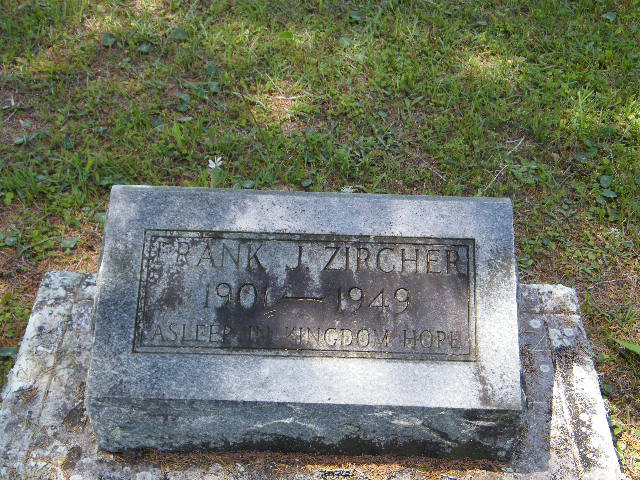 FRANK J. ZIRCHER
1901 — 1949
ASLEEP IN KINGDOM HOPE